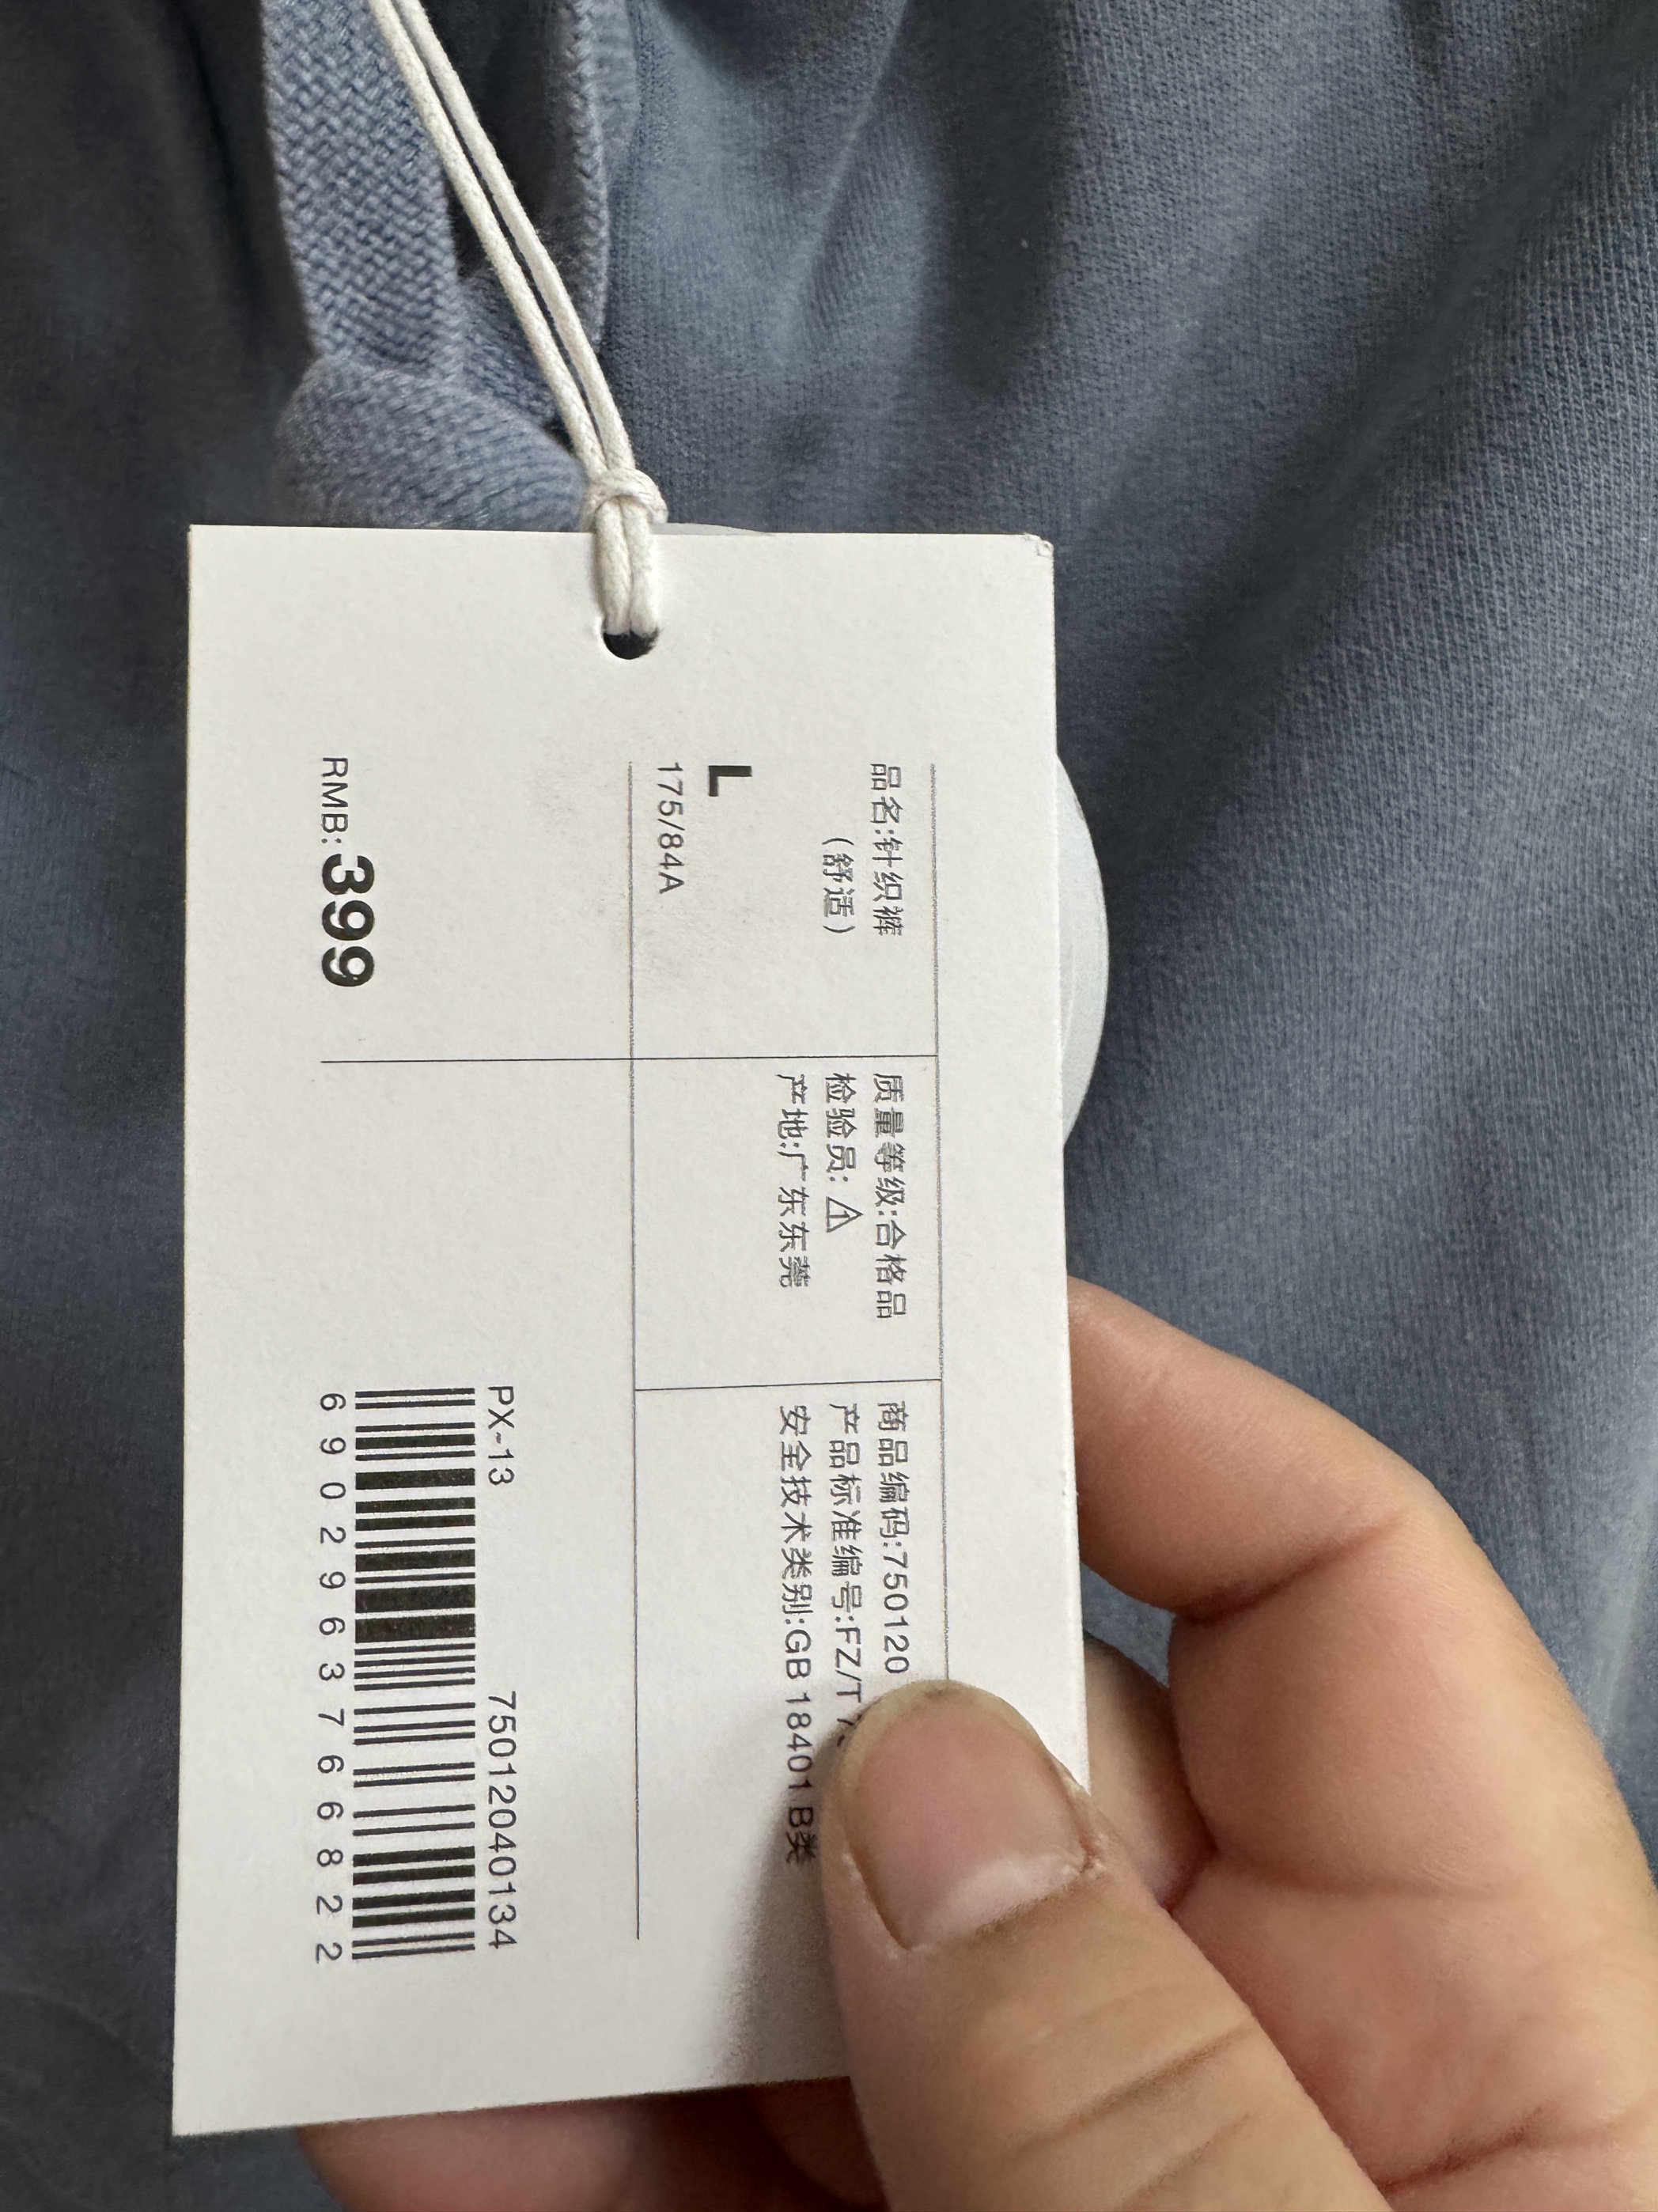 品名:针织裤
（舒适）
L
175/84A
质量等级:合格品
检验员: 1
产地:广东东莞
商品编码:750120
产品标准编号:FZ/T
安全技术类别:GB 18401 B类
RMB: 399
PX-13
7501204040134
6902963766822